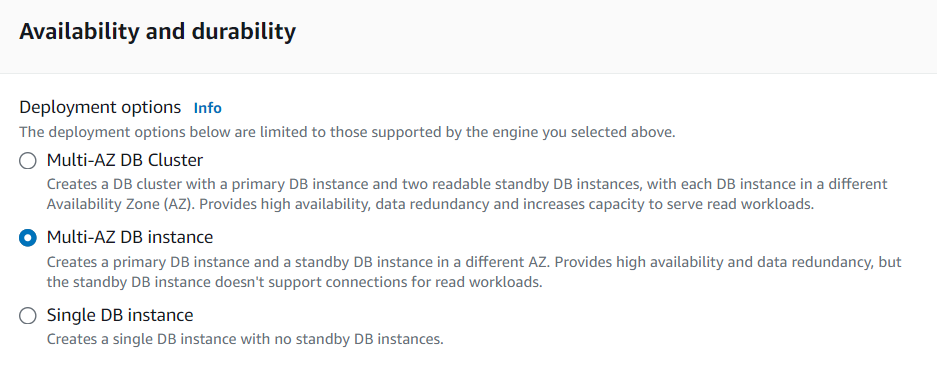 Availability and durability
Deployment options Info
The deployment options below are limited to those supported by the engine you selected above.
Multi-AZ DB Cluster
Creates a DB cluster with a primary DB instance and two readable standby DB instances, with each DB instance in a different
Availability Zone (AZ). Provides high availability, data redundancy and increases capacity to serve read workloads.
Multi-AZ DB instance
Creates a primary DB instance and a standby DB instance in a different AZ. Provides high availability and data redundancy, but
the standby DB instance doesn't support connections for read workloads.
Single DB instance
Creates a single DB instance with no standby DB instances.